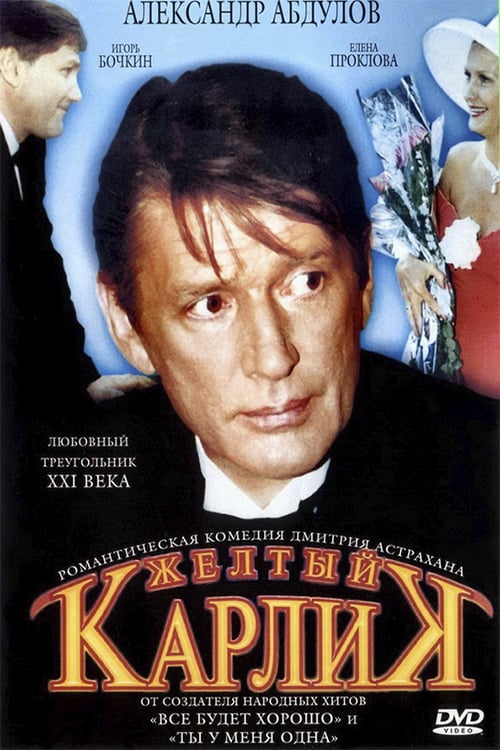 АЛЕКСАНДР АБДУЛОВ
ИГОРЬ
БОЧКИН
ЕЛЕНА
ПРОКЛОВА
ЛЮБОВНЫЙ
ТРЕУГОЛЬНИК
XXI ВЕКА
РОМАНТИЧЕСКАЯ КОМЕДИЯ ДМИТРИЯ АСТРАХАНА
ЖЕЛТЫЙ
КАРЛИК
ОТ СОЗДАТЕЛЯ НАРОДНЫХ ХИТОВ
«ВСЕ БУДЕТ ХОРОШО» И
«ТЫ У МЕНЯ ОДНА»
DVD
VIDEO